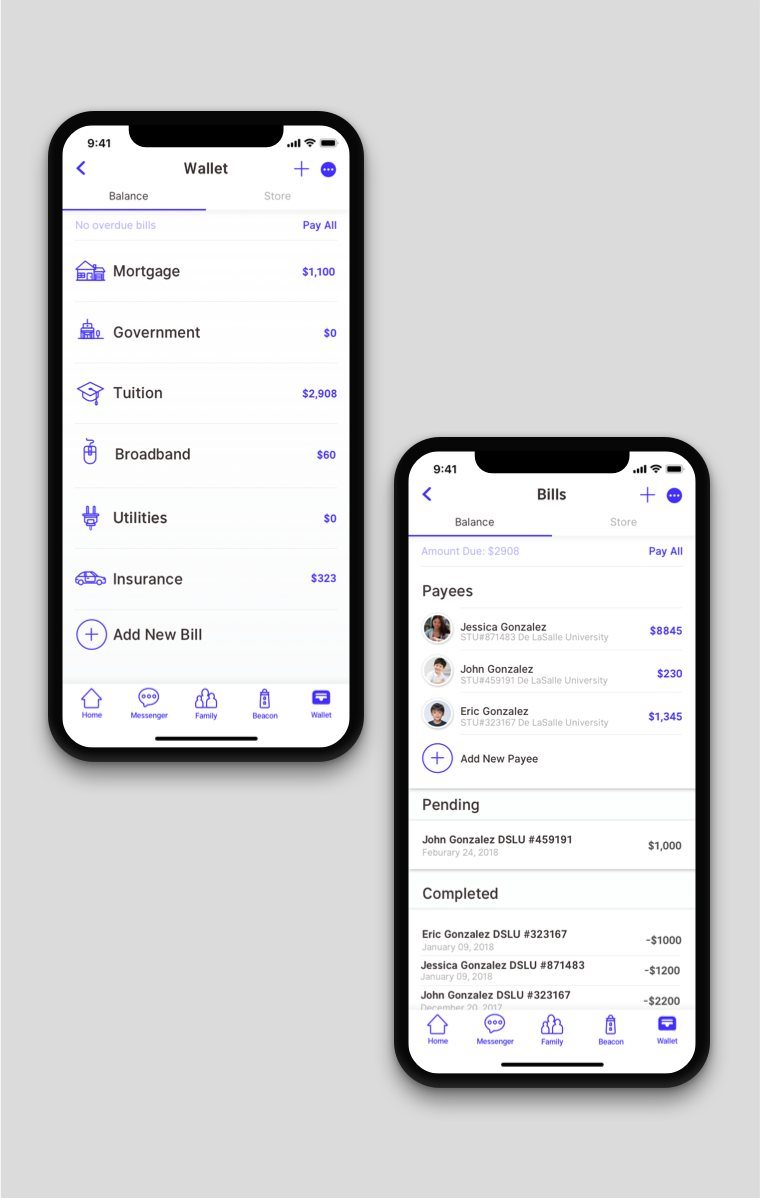 9:41
Wallet
Balance Store
No overdue bills Pay All
Mortgage $1,100
Government $0
Tuition $2,908
Broadband $60
Utilities $0
Insurance $323
Add New Bill
Home Messenger Family Beacon Wallet
9:41
Bills
Balance Store
Amount Due: $2908 Pay All
Payees
Jessica Gonzalez
STU#871483 De LaSalle University $8845
John Gonzalez
STU#459191 De LaSalle University $230
Eric Gonzalez
STU#323167 De LaSalle University $1,345
Add New Payee
Pending
John Gonzalez DSLU #459191
Feburary 24, 2018 $1,000
Completed
Eric Gonzalez DSLU #323167
January 09, 2018 -$1000
Jessica Gonzalez DSLU #871483
January 09, 2018 -$1200
John Gonzalez DSLU #323167
December 20, 2017 -$2200
Home Messenger Family Beacon Wallet